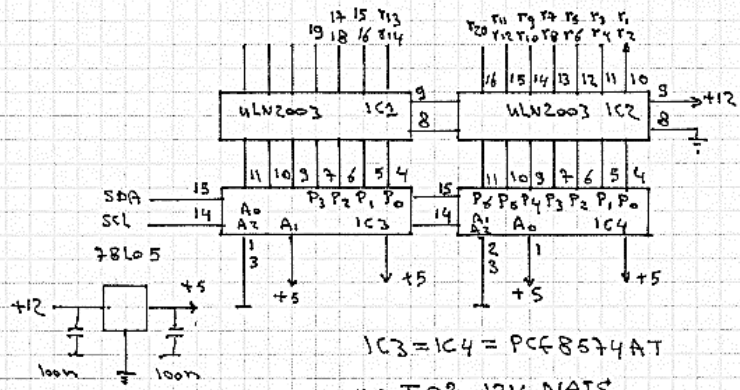 17 15 r13
19 18 16 r14
r11 r9 r7 r5 r3 r1
r20 r12 r10 r8 r6 r4 r2
16 15 14 13 12 11 10
ULN2003 IC1 9
8
ULN2003 IC2 9 +12
8
11 10 9 7 6 5 4
11 10 9 7 6 5 4
SDA 15
SCL 14
P3 P2 P1 P0
A0
A2 A1 IC3
15
14
P6 P5 P4 P3 P2 P1 P0
A1
A2 A0 IC4
1
3
2
3
1
+5
+5
+5
+5
78L05
+12 +5
100n 100n
IC3 = IC4 = PCF8574AT